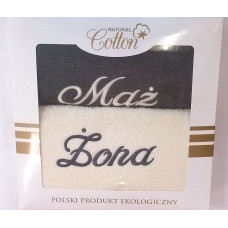 NATURAL
Cotton
Mąż
Żona
POLSKI PRODUKT EKOLOGICZNY